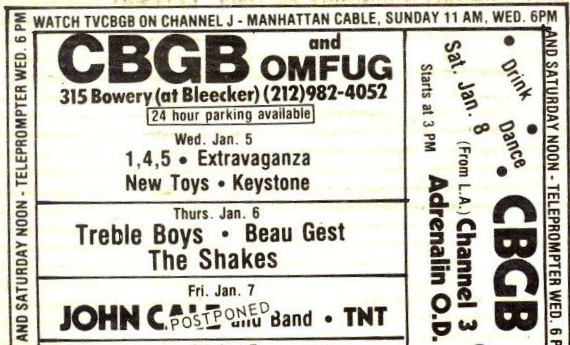 WATCH TVCBGB ON CHANNEL J - MANHATTAN CABLE, SUNDAY 11 AM, WED. 6PM
AND SATURDAY NOON - TELEPROMPTER WED. 6 PM
CBGB and
OMFUG
315 Bowery (at Bleecker) (212) 982-4052
24 hour parking available
Wed. Jan. 5
1,4,5 • Extravaganza
New Toys • Keystone
Thurs. Jan. 6
Treble Boys • Beau Gest
The Shakes
Fri. Jan. 7
JOHN CALE and Band • TNT
POSTPONED
• Drink • Dance •
CBGB
Sat. Jan. 8 (From L.A.) Channel 3
Starts at 3 PM Adrenalin O.D.
AND SATURDAY NOON - TELEPROMPTER WED. 6 P